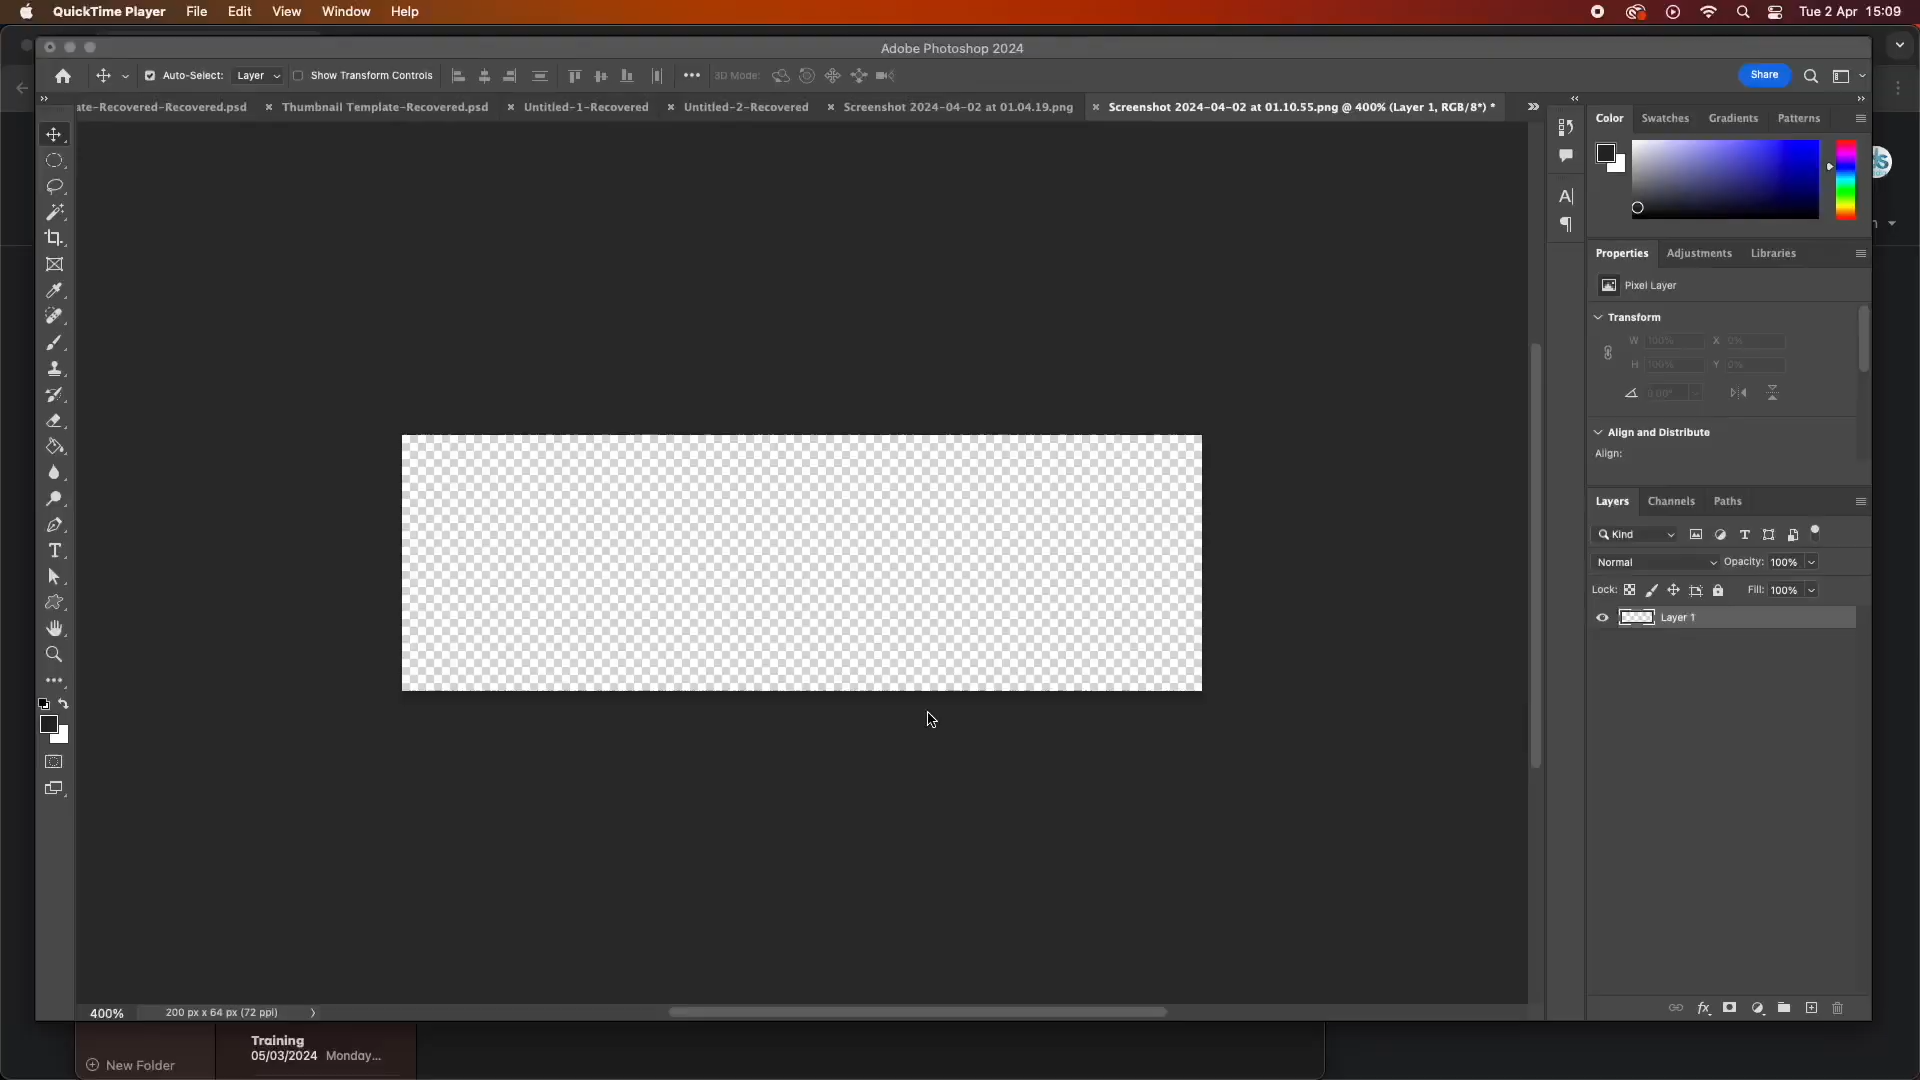 QuickTime Player File Edit View Window Help Tue 2 Apr 15:09
Adobe Photoshop 2024
Auto-Select: Layer Show Transform Controls 3D Mode: Share
ate-Recovered-Recovered.psd × Thumbnail Template-Recovered.psd × Untitled-1-Recovered × Untitled-2-Recovered × Screenshot 2024-04-02 at 01.04.19.png × Screenshot 2024-04-02 at 01.10.55.png @ 400% (Layer 1, RGB/8*) *
Color Swatches Gradients Patterns
Properties Adjustments Libraries
Pixel Layer
Transform
W 100% X 0%
H 100% Y 0%
0.00°
Align and Distribute
Align:
Layers Channels Paths
Kind
Normal Opacity: 100%
Lock: Fill: 100%
Layer 1
400% 200 px x 64 px (72 ppi)
Training
05/03/2024 Monday...
New Folder